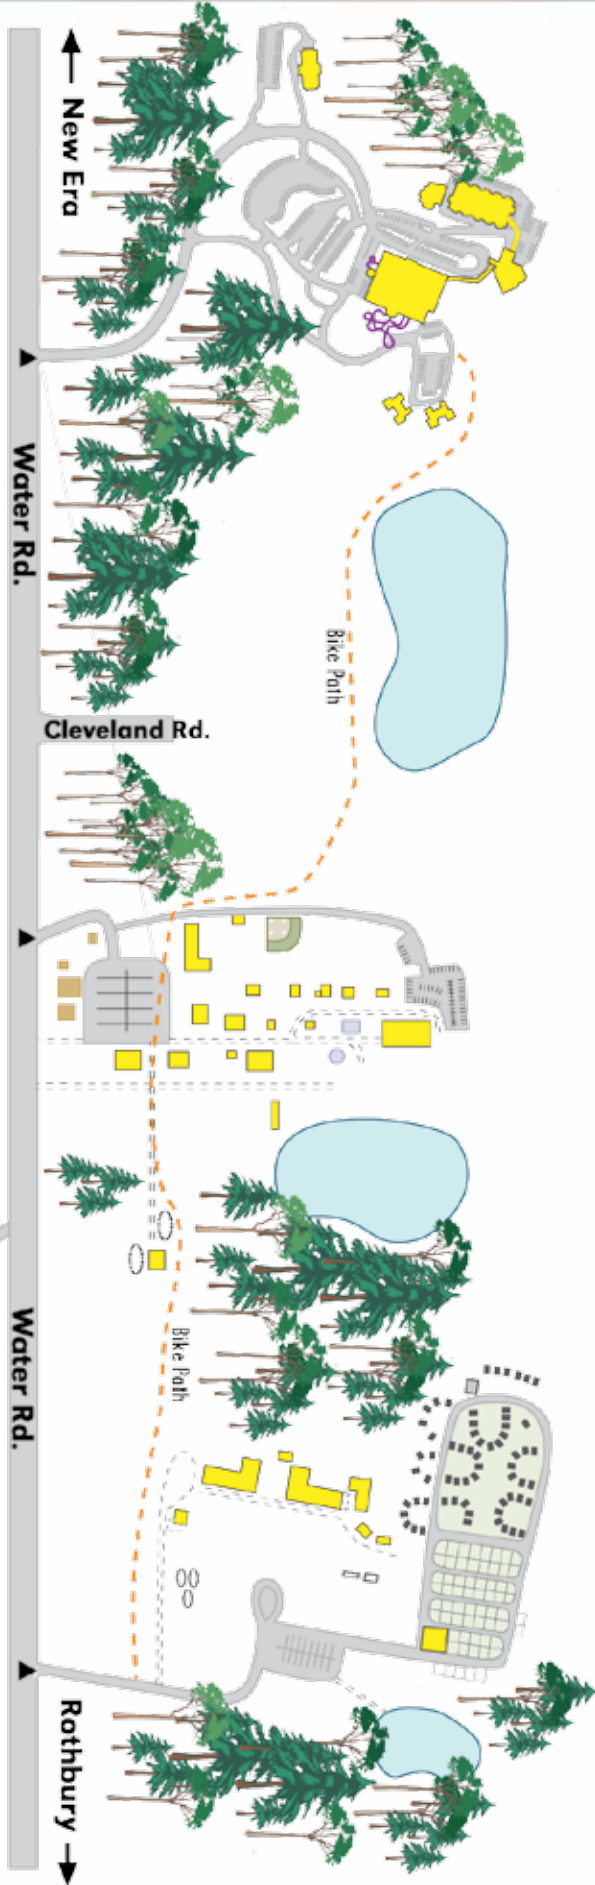 New Era
Water Rd.
Bike Path
Cleveland Rd.
Bike Path
Water Rd.
Rothbury